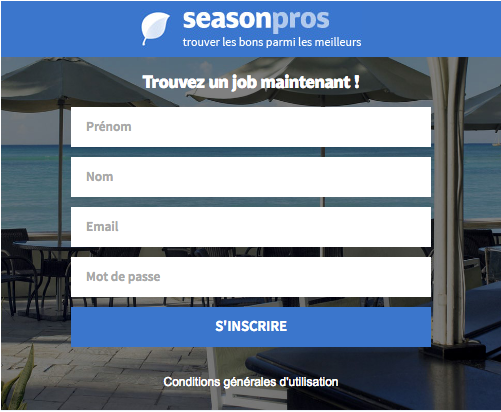 seasonpros
trouver les bons parmi les meilleurs
Trouvez un job maintenant !
Prénom
Nom
Email
Mot de passe
S'INSCRIRE
Conditions générales d'utilisation